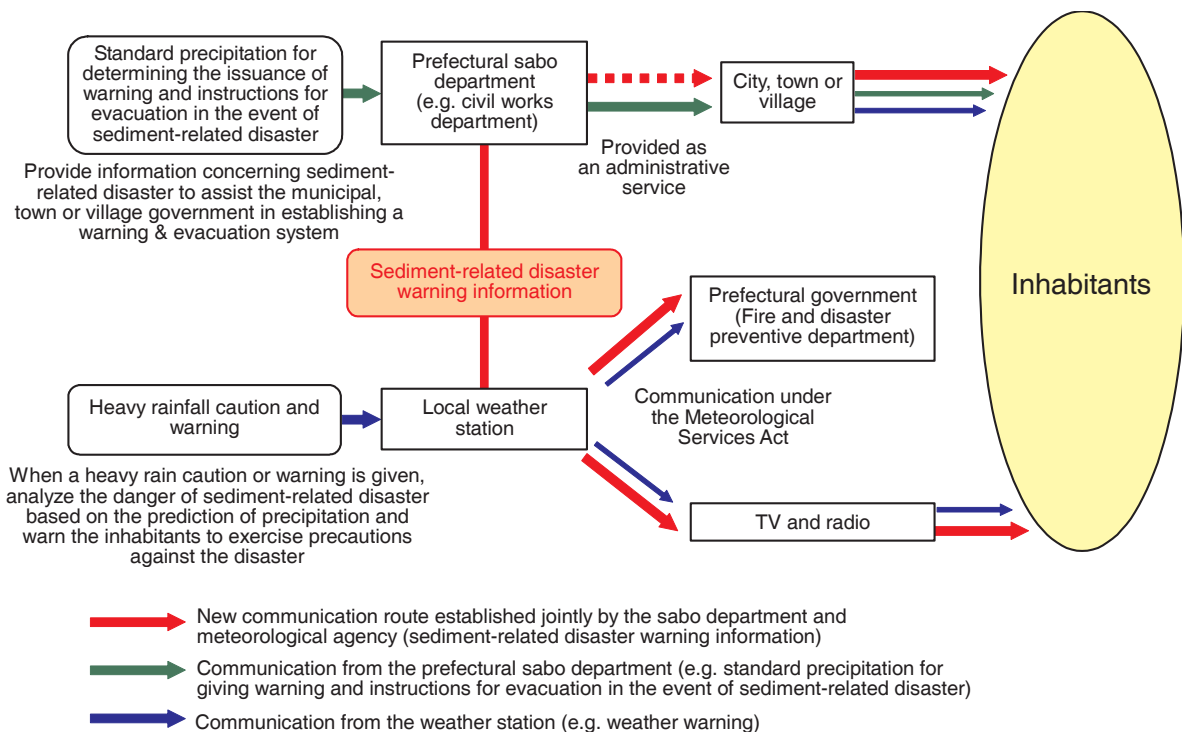 Standard precipitation for
determining the issuance of
warning and instructions for
evacuation in the event of
sediment-related disaster
Prefectural sabo
department
(e.g. civil works
department)
City, town or
village
Provide information concerning sediment-
related disaster to assist the municipal,
town or village government in establishing a
warning & evacuation system
Provided as
an administrative
service
Sediment-related disaster
warning information
Prefectural government
(Fire and disaster
preventive department)
Inhabitants
Heavy rainfall caution and
warning
Local weather
station
Communication under
the Meteorological
Services Act
When a heavy rain caution or warning is given,
analyze the danger of sediment-related disaster
based on the prediction of precipitation and
warn the inhabitants to exercise precautions
against the disaster
TV and radio
New communication route established jointly by the sabo department and
meteorological agency (sediment-related disaster warning information)
Communication from the prefectural sabo department (e.g. standard precipitation for
giving warning and instructions for evacuation in the event of sediment-related disaster)
Communication from the weather station (e.g. weather warning)